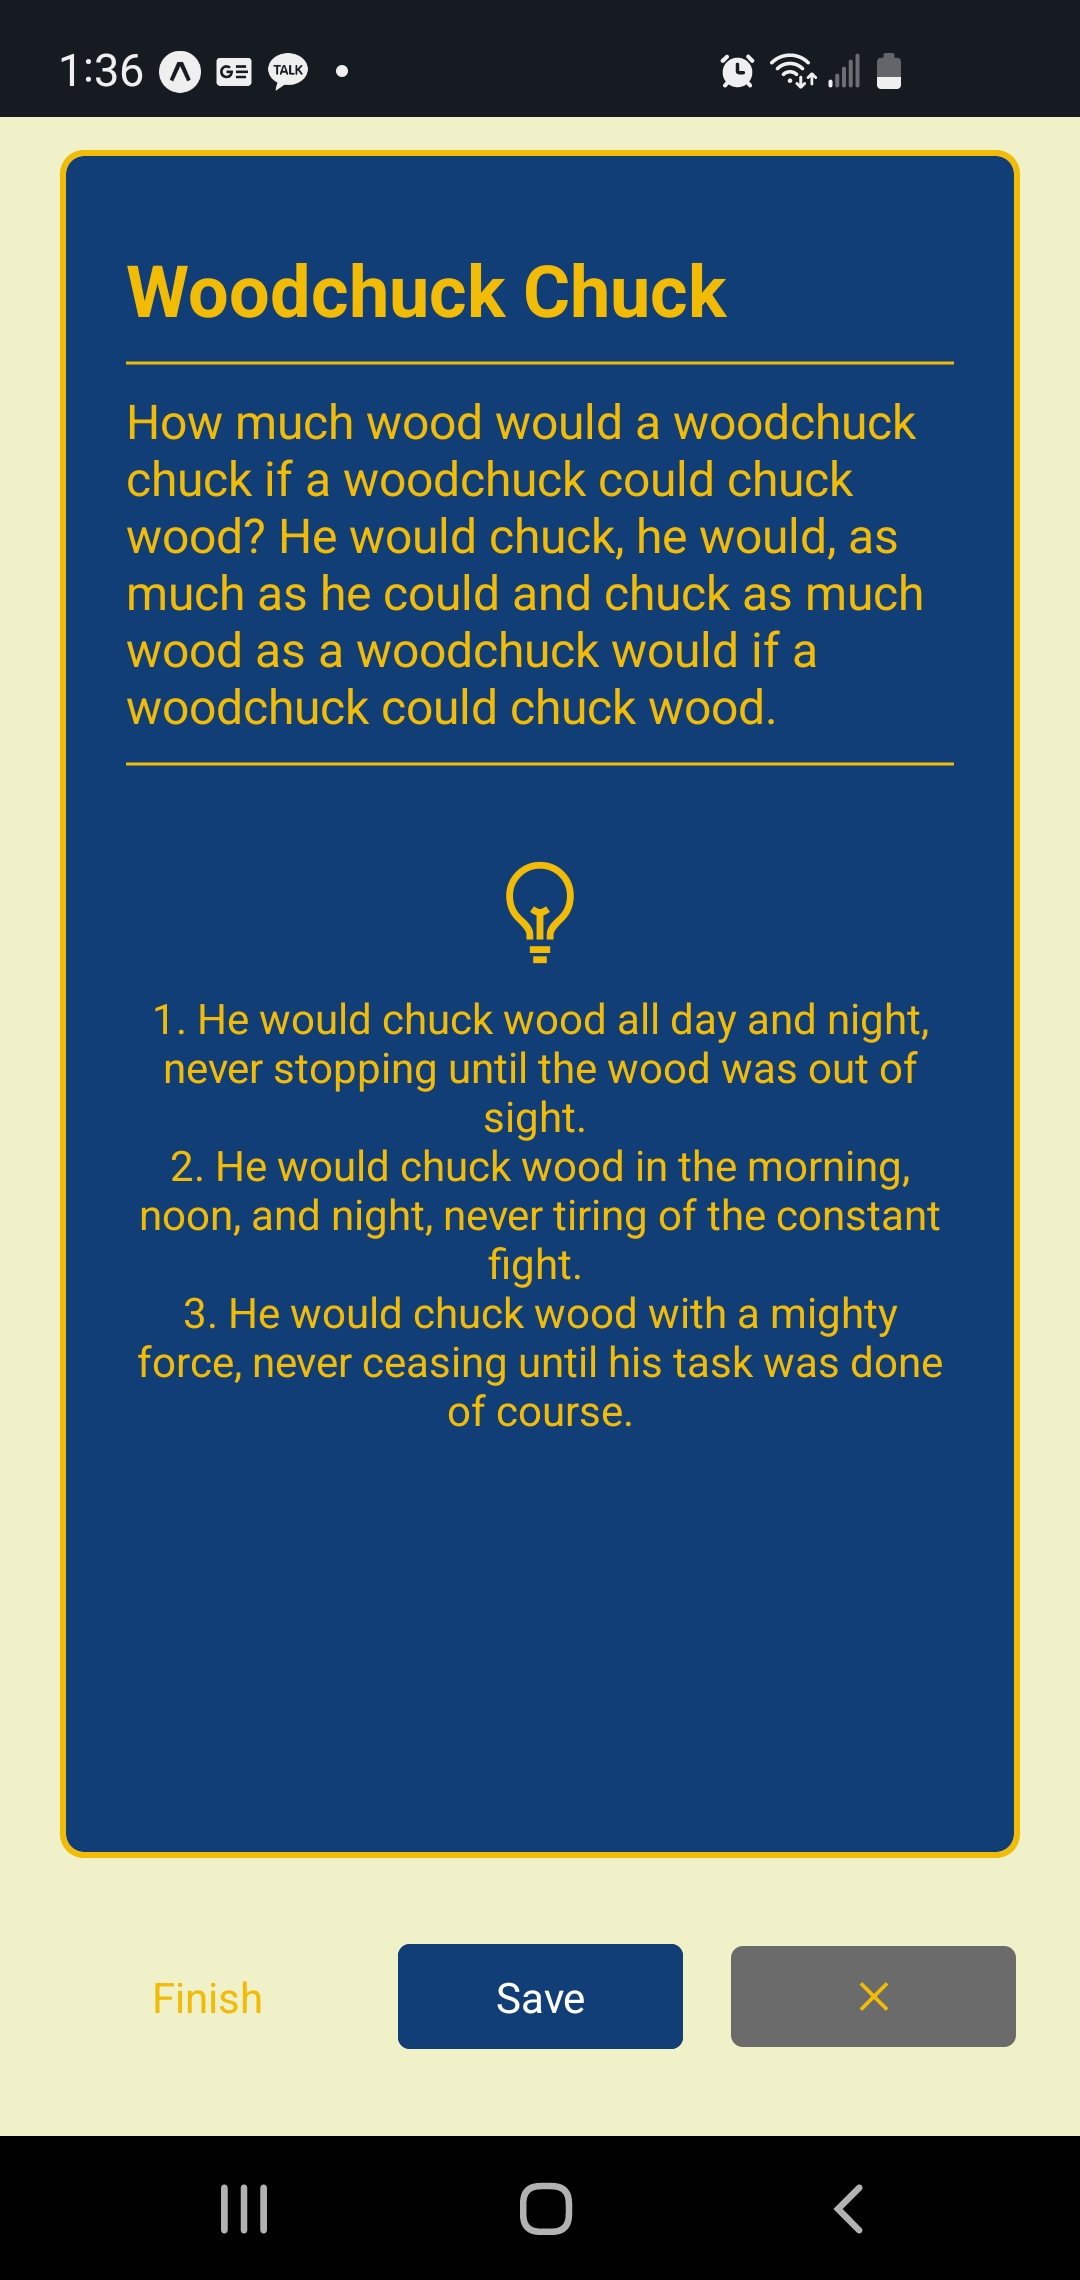 1:36
GE
TALK
Woodchuck Chuck
How much wood would a woodchuck
chuck if a woodchuck could chuck
wood? He would chuck, he would, as
much as he could and chuck as much
wood as a woodchuck would if a
woodchuck could chuck wood.
1. He would chuck wood all day and night,
never stopping until the wood was out of
sight.
2. He would chuck wood in the morning,
noon, and night, never tiring of the constant
fight.
3. He would chuck wood with a mighty
force, never ceasing until his task was done
of course.
Finish
Save